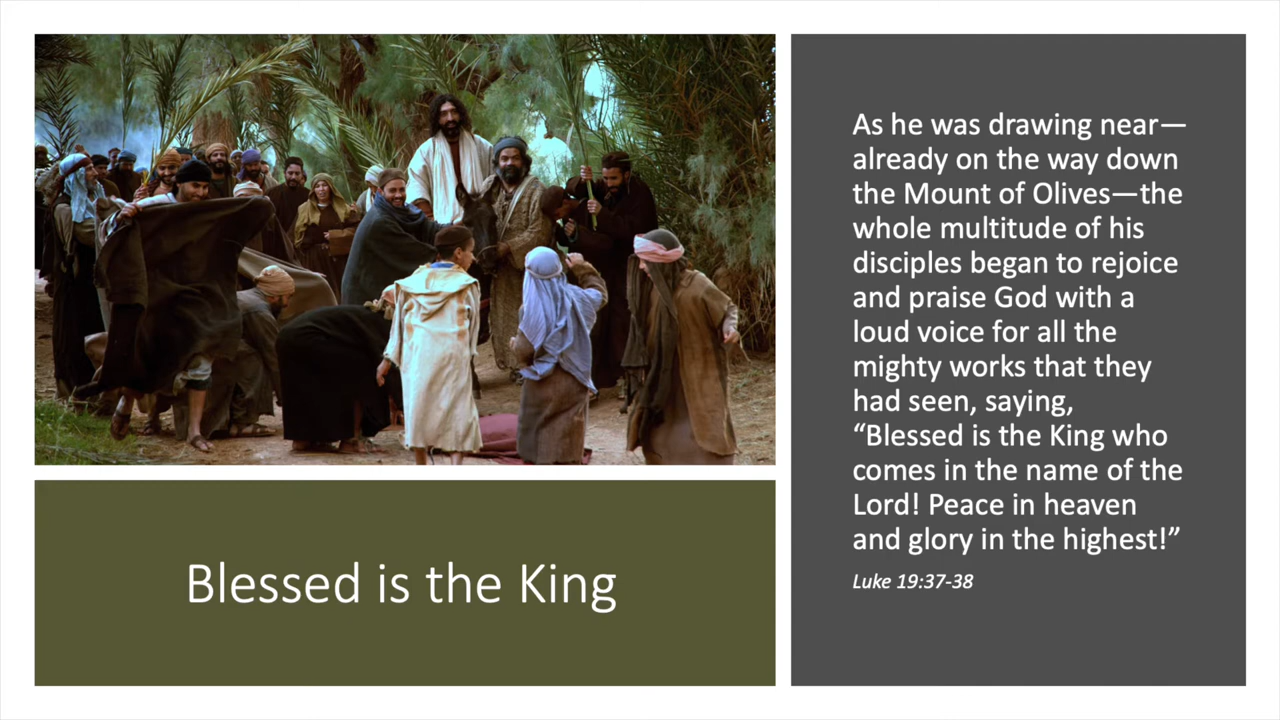 Blessed is the King
As he was drawing near—
already on the way down
the Mount of Olives—the
whole multitude of his
disciples began to rejoice
and praise God with a
loud voice for all the
mighty works that they
had seen, saying,
“Blessed is the King who
comes in the name of the
Lord! Peace in heaven
and glory in the highest!”
Luke 19:37-38